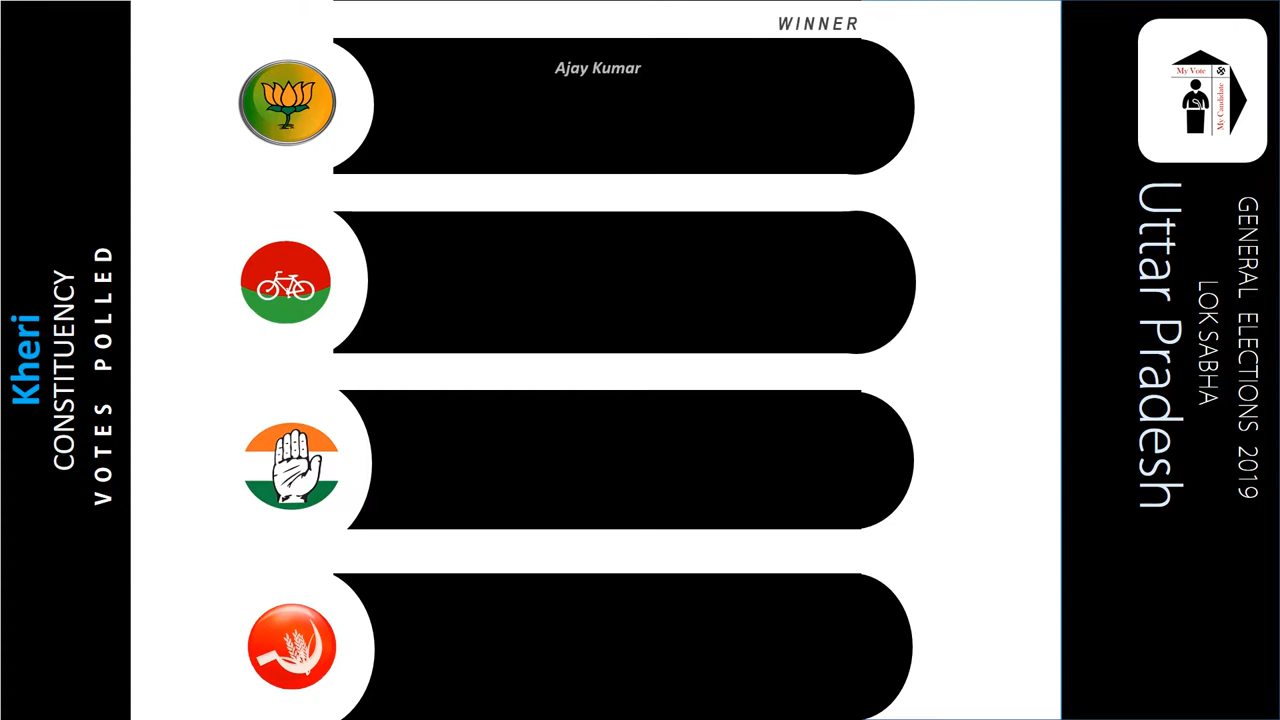 Kheri
CONSTITUENCY
VOTES POLLED
WINNER
Ajay Kumar
My Vote
My Candidate
GENERAL ELECTIONS 2019
LOK SABHA
Uttar Pradesh